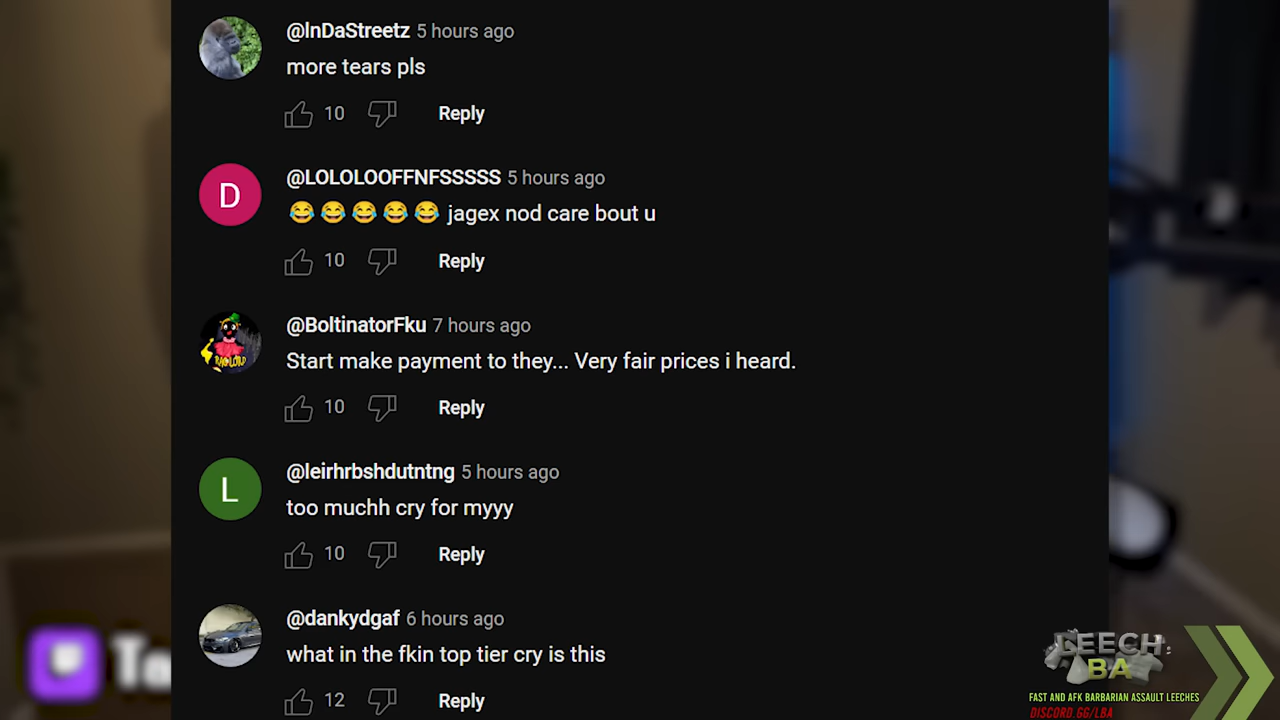 @lnDaStreetz 5 hours ago
more tears pls
10 Reply
D
@LOLOLOOFFNFSSSSS 5 hours ago
😂😂😂😂😂 jagex nod care bout u
10 Reply
@BoltinatorFku 7 hours ago
RAGLORD
Start make payment to they... Very fair prices i heard.
10 Reply
L
@leirhrbshdutntng 5 hours ago
too muchh cry for myyy
10 Reply
@dankydgaf 6 hours ago
what in the fkin top tier cry is this
12 Reply
LEECH
BA
FAST AND AFK BARBARIAN ASSAULT LEECHES
DISCORD.GG/LBA